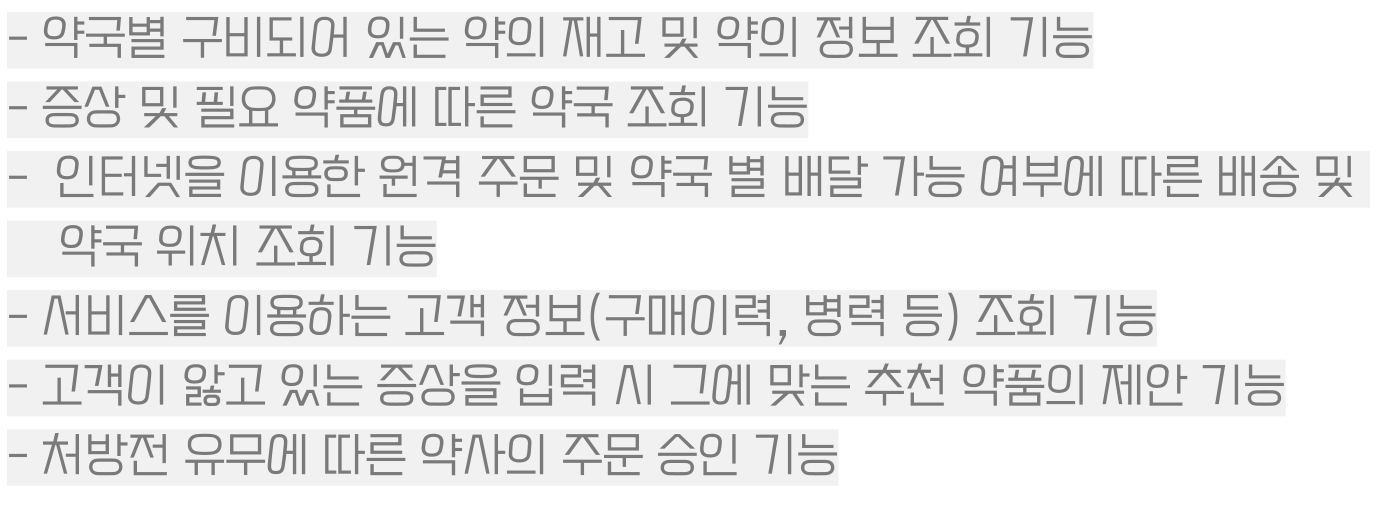 - 약국별 구비되어 있는 약의 재고 및 약의 정보 조회 기능
- 증상 및 필요 약품에 따른 약국 조회 기능
- 인터넷을 이용한 원격 주문 및 약국 별 배달 가능 여부에 따른 배송 및
약국 위치 조회 기능
- 서비스를 이용하는 고객 정보(구매이력, 병력 등) 조회 기능
- 고객이 앓고 있는 증상을 입력 시 그에 맞는 추천 약품의 제안 기능
- 처방전 유무에 따른 약사의 주문 승인 기능